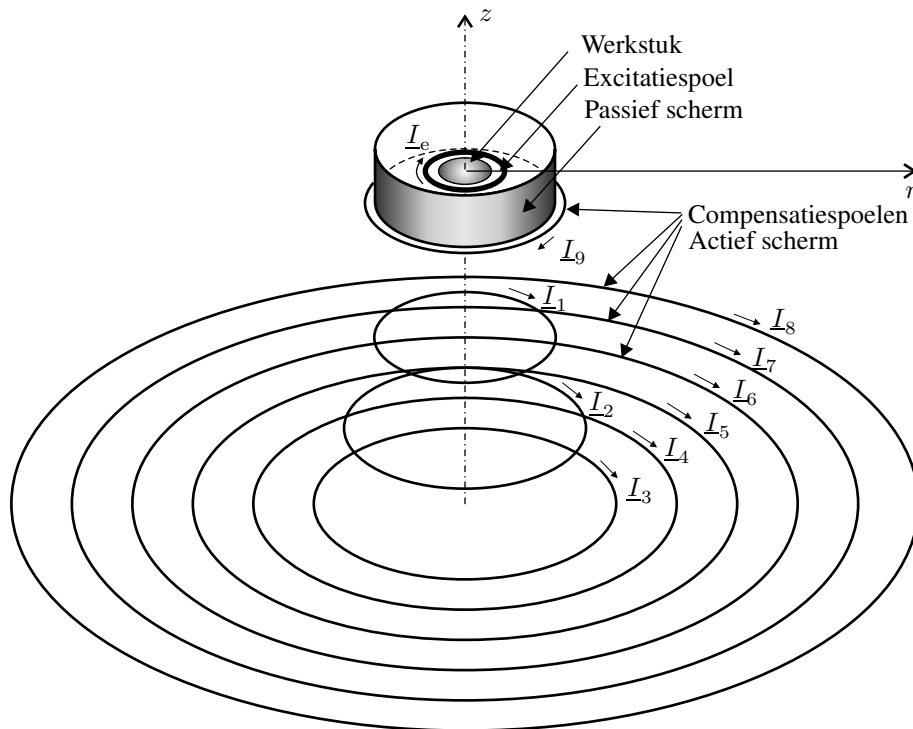 z
Werkstuk
Excitatiespoel
Passief scherm
I_e
r
Compensatiespoelen
Actief scherm
I_9
I_1
I_8
I_7
I_6
I_2
I_5
I_4
I_3